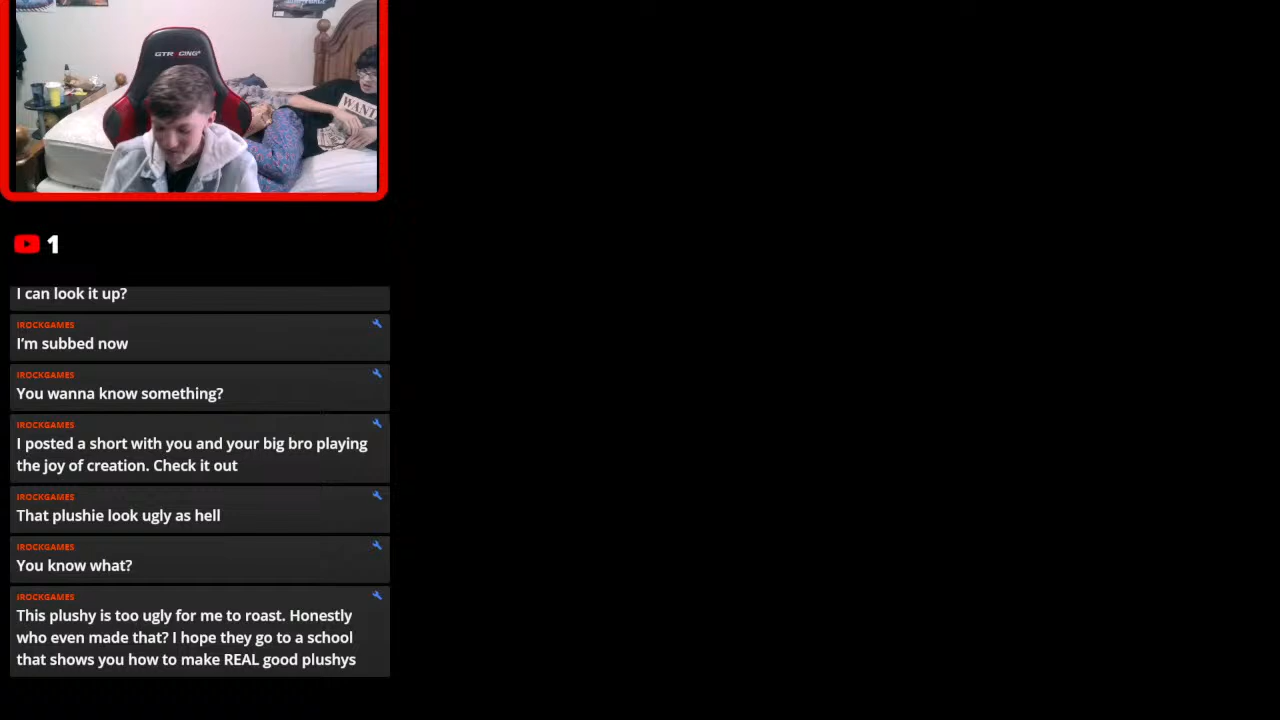 GTRACING
WANT
1
I can look it up?
IROCKGAMES
I'm subbed now
IROCKGAMES
You wanna know something?
IROCKGAMES
I posted a short with you and your big bro playing
the joy of creation. Check it out
IROCKGAMES
That plushie look ugly as hell
IROCKGAMES
You know what?
IROCKGAMES
This plushy is too ugly for me to roast. Honestly
who even made that? I hope they go to a school
that shows you how to make REAL good plushys